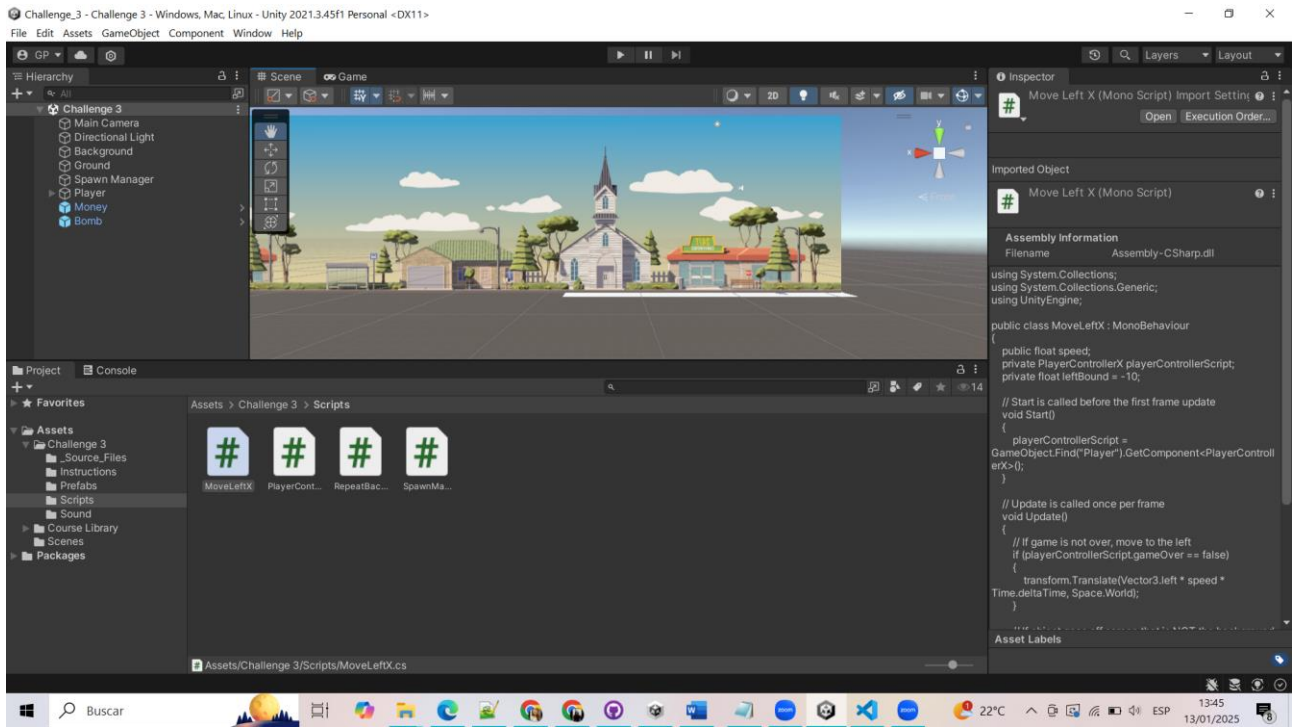 Challenge_3 - Challenge 3 - Windows, Mac, Linux - Unity 2021.3.45f1 Personal <DX11>
File Edit Assets GameObject Component Window Help
GP
Layers
Layout
Hierarchy
All
Challenge 3
Main Camera
Directional Light
Background
Ground
Spawn Manager
Player
Money
Bomb
Scene
Game
2D
y
x
Front
Inspector
Move Left X (Mono Script) Import Setting
Open
Execution Order...
Imported Object
Move Left X (Mono Script)
Assembly Information
Filename Assembly-CSharp.dll
using System.Collections;
using System.Collections.Generic;
using UnityEngine;
public class MoveLeftX : MonoBehaviour
{
public float speed;
private PlayerControllerX playerControllerScript;
private float leftBound = -10;
// Start is called before the first frame update
void Start()
{
playerControllerScript =
GameObject.Find("Player").GetComponent<PlayerControll
erX>();
}
// Update is called once per frame
void Update()
{
// If game is not over, move to the left
if (playerControllerScript.gameOver == false)
{
transform.Translate(Vector3.left * speed *
Time.deltaTime, Space.World);
}
Asset Labels
Project
Console
14
Favorites
Assets
Challenge 3
_Source_Files
Instructions
Prefabs
Scripts
Sound
Course Library
Scenes
Packages
Assets > Challenge 3 > Scripts
MoveLeftX
PlayerCont...
RepeatBac...
SpawnMa...
Assets/Challenge 3/Scripts/MoveLeftX.cs
Buscar
22°C
ESP
13:45
13/01/2025
8